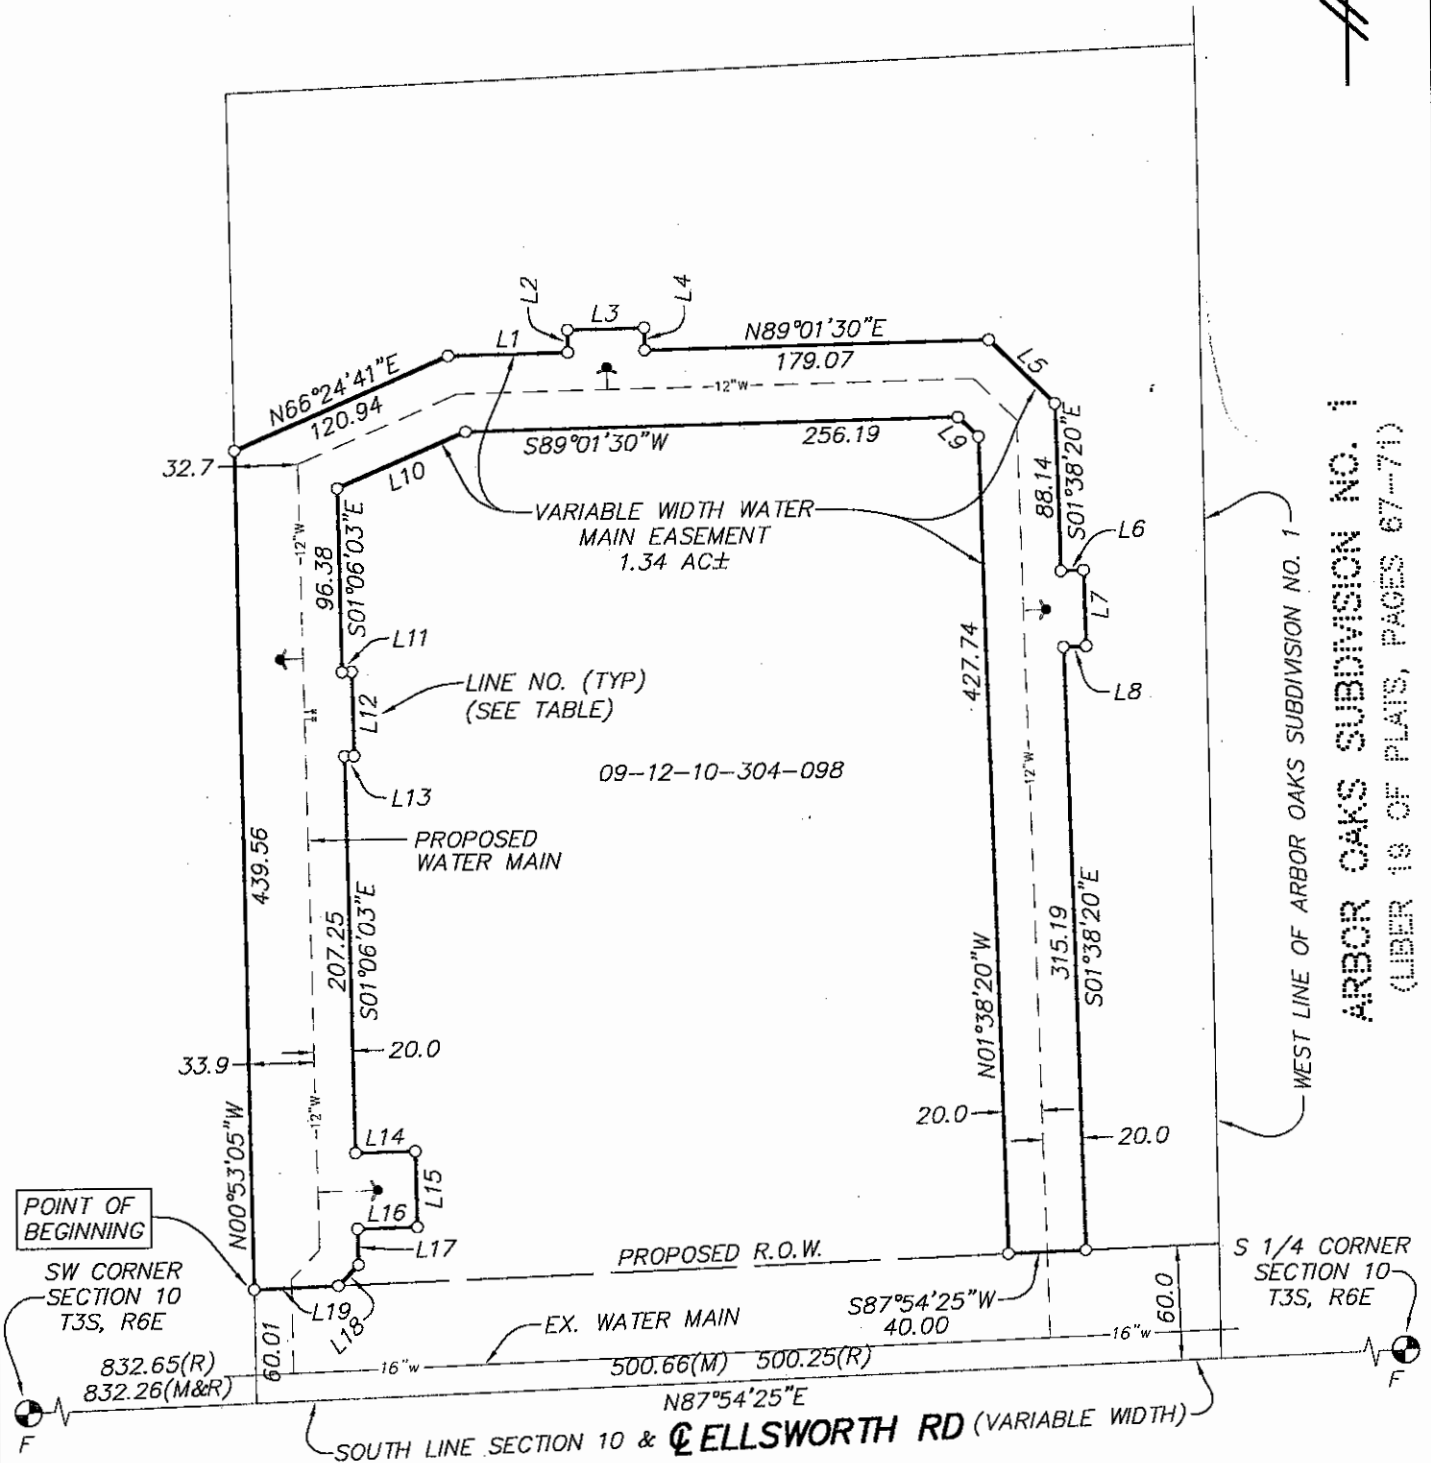 L2
L3
L4
L1
N89°01'30"E
179.07
L5
N66°24'41"E
120.94
12"W
S01°38'20"E
88.14
S89°01'30"W
256.19
L9
32.7
L10
VARIABLE WIDTH WATER
MAIN EASEMENT
1.34 AC±
L6
L7
L8
12"W
96.38
S01°06'03"E
L11
L12
LINE NO. (TYP)
(SEE TABLE)
427.74
09-12-10-304-098
L13
12"W
PROPOSED
WATER MAIN
439.56
207.25
S01°06'03"E
315.19
S01°38'20"E
N01°38'20"W
WEST LINE OF ARBOR OAKS SUBDIVISION NO. 1
ARBOR OAKS SUBDIVISION NO. 1
(LIBER 19 OF PLATS, PAGES 67-71)
33.9
20.0
12"W
N00°53'05"W
20.0
20.0
L14
L15
L16
L17
POINT OF
BEGINNING
PROPOSED R.O.W.
SW CORNER
SECTION 10
T3S, R6E
S 1/4 CORNER
SECTION 10
T3S, R6E
L19
L18
S87°54'25"W
40.00
60.0
60.01
EX. WATER MAIN
16"w
16"w
832.65(R)
832.26(M&R)
500.66(M) 500.25(R)
N87°54'25"E
F
F
SOUTH LINE SECTION 10 & ℄ ELLSWORTH RD (VARIABLE WIDTH)